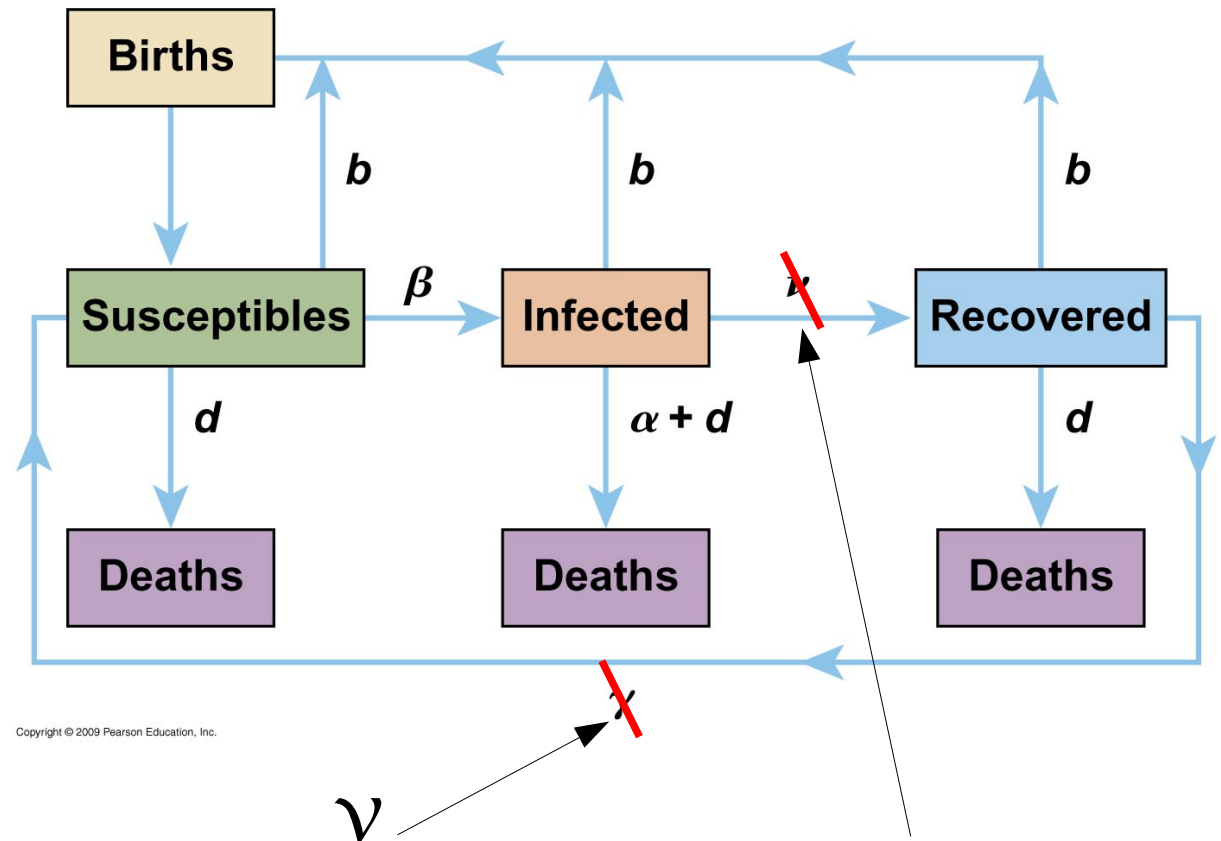 Births
b
b
b
Susceptibles
β
Infected
ν
Recovered
d
α + d
d
Deaths
Deaths
Deaths
γ
Copyright © 2009 Pearson Education, Inc.
ν